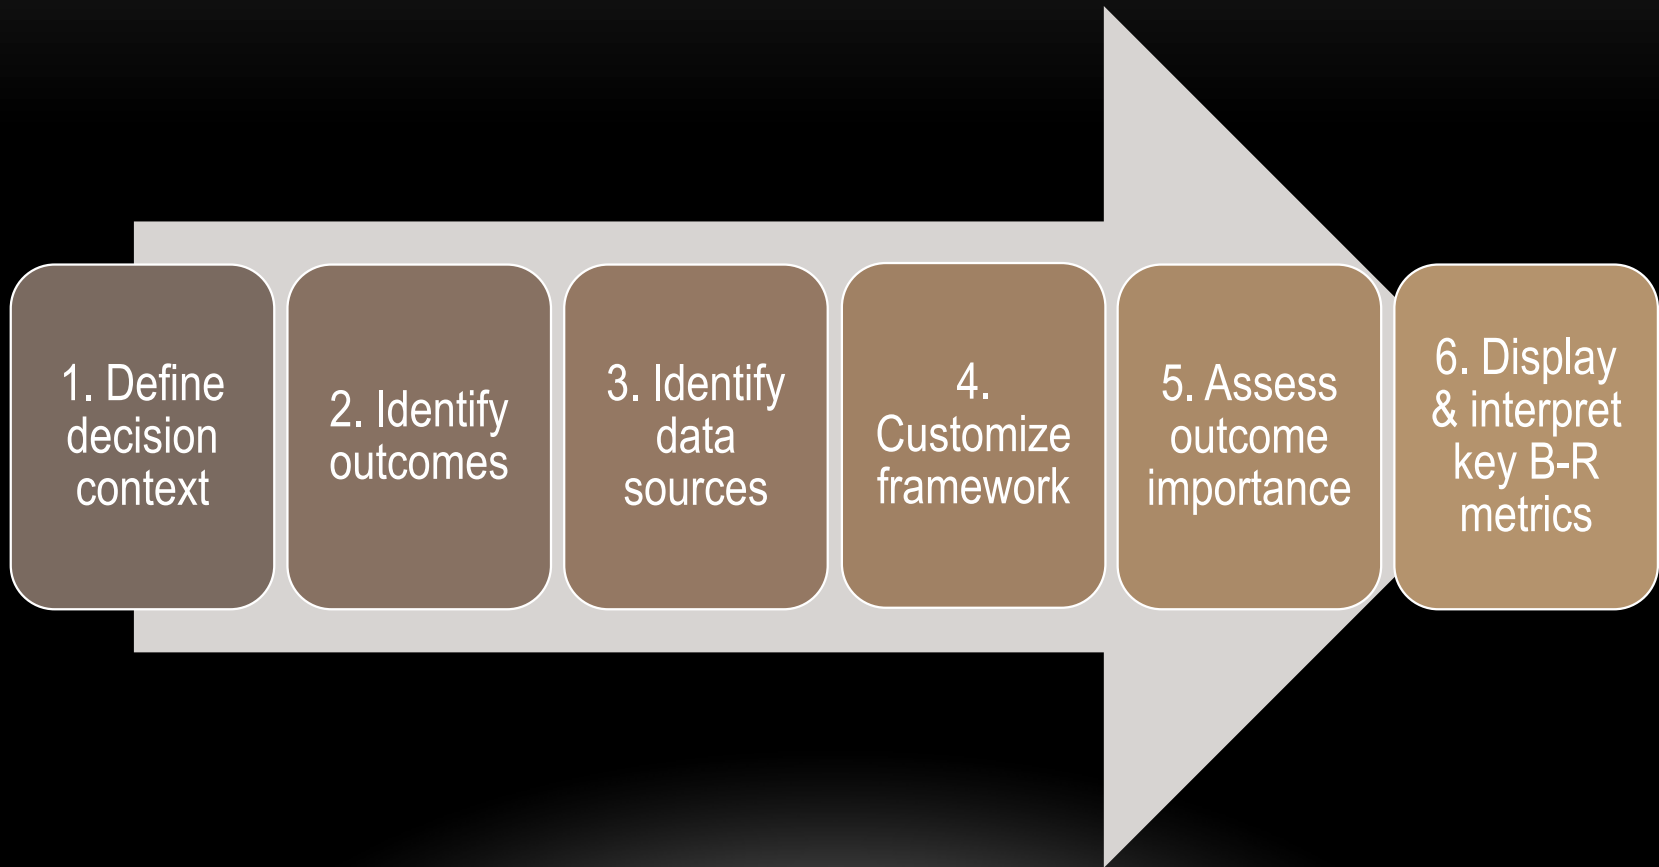 1. Define
decision
context
2. Identify
outcomes
3. Identify
data
sources
4.
Customize
framework
5. Assess
outcome
importance
6. Display
& interpret
key B-R
metrics